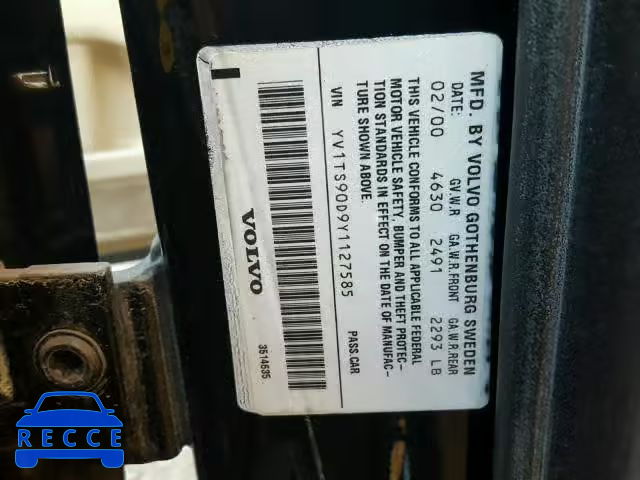 MFD. BY VOLVO GOTHENBURG SWEDEN
DATE: GV.W.R GA.W.R.FRONT GA.W.R.REAR
02/00 4630 2491 2293 LB
THIS VEHICLE CONFORMS TO ALL APPLICABLE FEDERAL
MOTOR VEHICLE SAFETY, BUMPER AND THEFT PROTEC-
TION STANDARDS IN EFFECT ON THE DATE OF MANUFAC-
TURE SHOWN ABOVE.
VIN YV1TS90D9Y1127585 PASS.CAR
VOLVO 3514635
RECCE